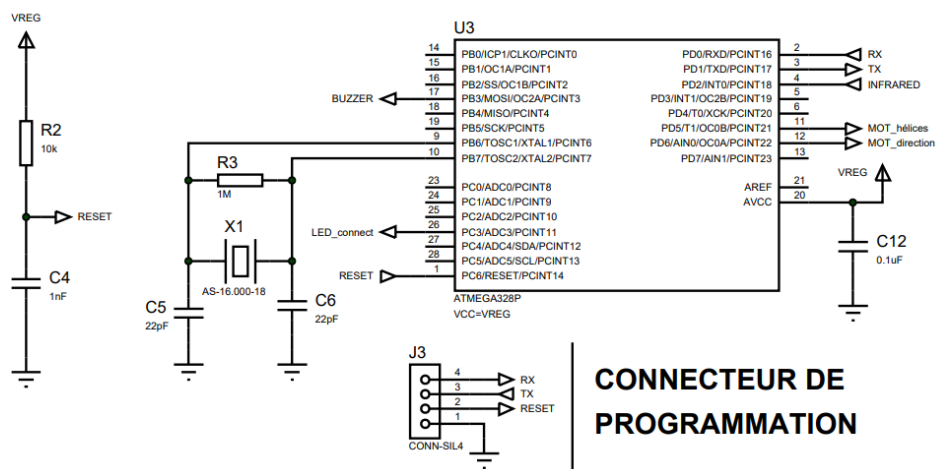 VREG
R2
10k
RESET
C4
1nF
U3
14 PB0/ICP1/CLKO/PCINT0
15 PB1/OC1A/PCINT1
16 PB2/SS/OC1B/PCINT2
BUZZER 17 PB3/MOSI/OC2A/PCINT3
18 PB4/MISO/PCINT4
19 PB5/SCK/PCINT5
9 PB6/TOSC1/XTAL1/PCINT6
10 PB7/TOSC2/XTAL2/PCINT7
23 PC0/ADC0/PCINT8
24 PC1/ADC1/PCINT9
25 PC2/ADC2/PCINT10
LED_connect 26 PC3/ADC3/PCINT11
27 PC4/ADC4/SDA/PCINT12
28 PC5/ADC5/SCL/PCINT13
RESET 1 PC6/RESET/PCINT14
PD0/RXD/PCINT16 2 RX
PD1/TXD/PCINT17 3 TX
PD2/INT0/PCINT18 4 INFRARED
PD3/INT1/OC2B/PCINT19 5
PD4/T0/XCK/PCINT20 6
PD5/T1/OC0B/PCINT21 11 MOT_hélices
PD6/AIN0/OC0A/PCINT22 12 MOT_direction
PD7/AIN1/PCINT23 13
AREF 21
AVCC 20
VREG
ATMEGA328P
VCC=VREG
R3
1M
X1
AS-16.000-18
C5
22pF
C6
22pF
C12
0.1uF
J3
4 RX
3 TX
2 RESET
1
CONN-SIL4
CONNECTEUR DE
PROGRAMMATION